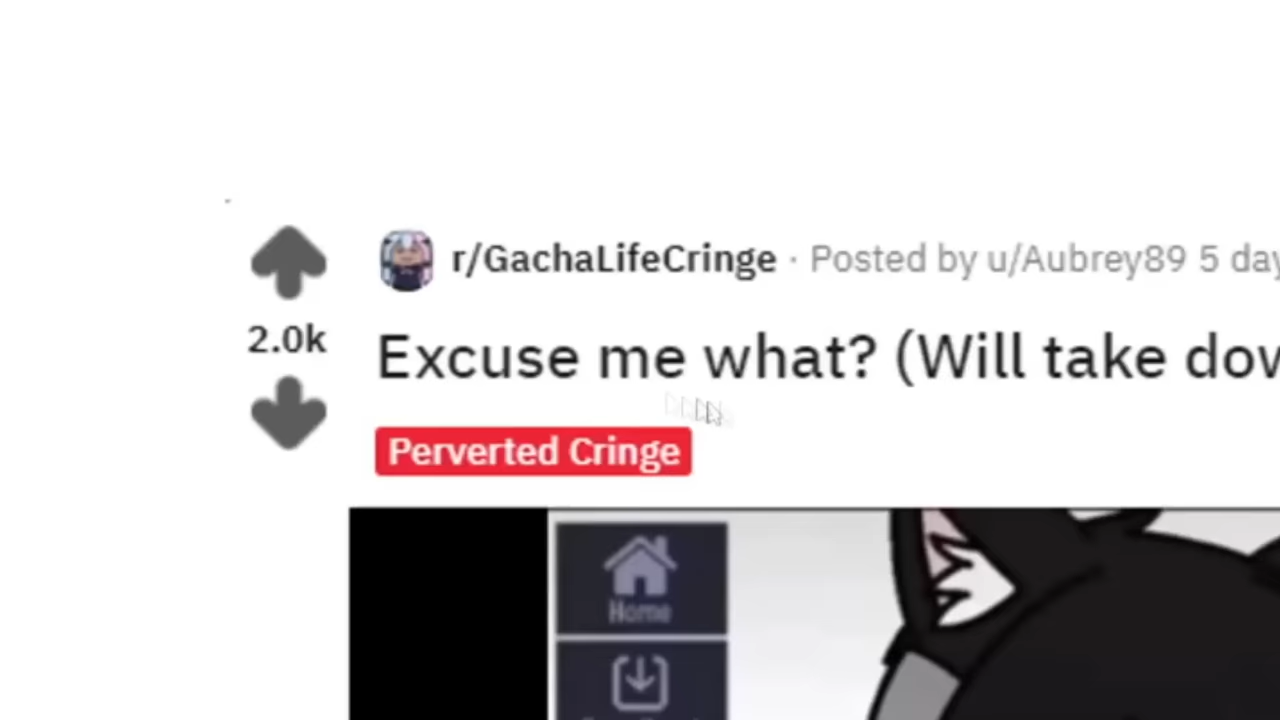 r/GachaLifeCringe · Posted by u/Aubrey89 5 day
2.0k
Excuse me what? (Will take dow
Perverted Cringe
Home